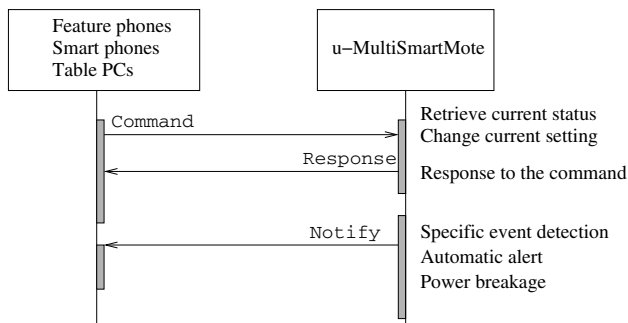 Feature phones
Smart phones
Table PCs
u−MultiSmartMote
Command
Retrieve current status
Change current setting
Response
Response to the command
Notify
Specific event detection
Automatic alert
Power breakage